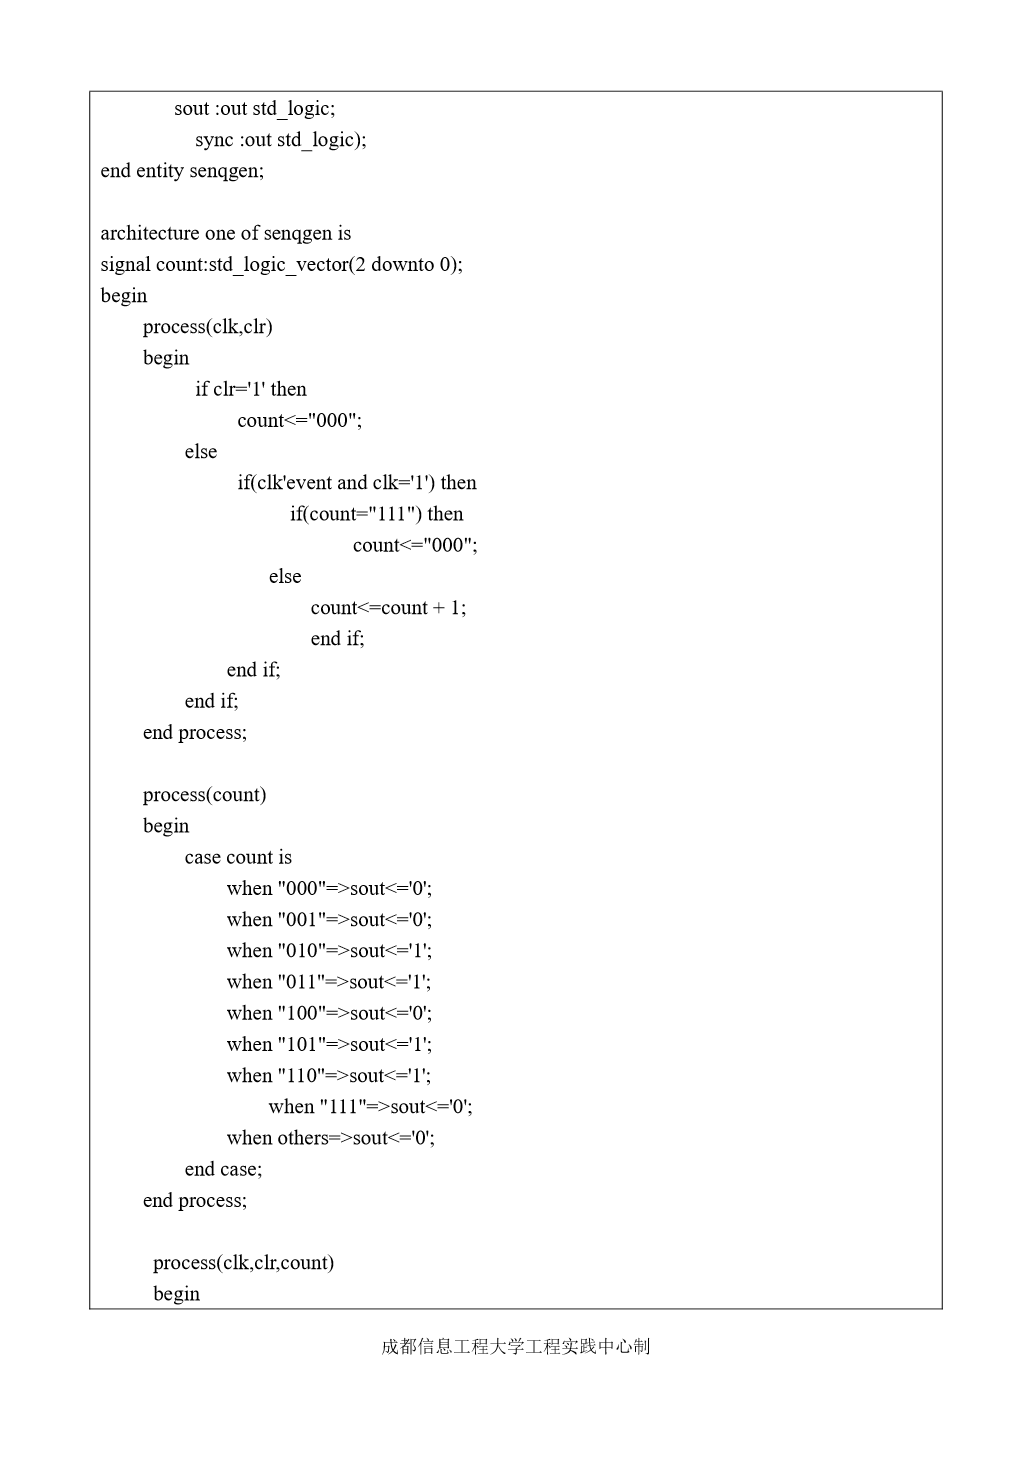 sout :out std_logic;
sync :out std_logic);
end entity senqgen;
architecture one of senqgen is
signal count:std_logic_vector(2 downto 0);
begin
process(clk,clr)
begin
if clr='1' then
count<="000";
else
if(clk'event and clk='1') then
if(count="111") then
count<="000";
else
count<=count + 1;
end if;
end if;
end if;
end process;
process(count)
begin
case count is
when "000"=>sout<='0';
when "001"=>sout<='0';
when "010"=>sout<='1';
when "011"=>sout<='1';
when "100"=>sout<='0';
when "101"=>sout<='1';
when "110"=>sout<='1';
when "111"=>sout<='0';
when others=>sout<='0';
end case;
end process;
process(clk,clr,count)
begin
成都信息工程大学工程实践中心制